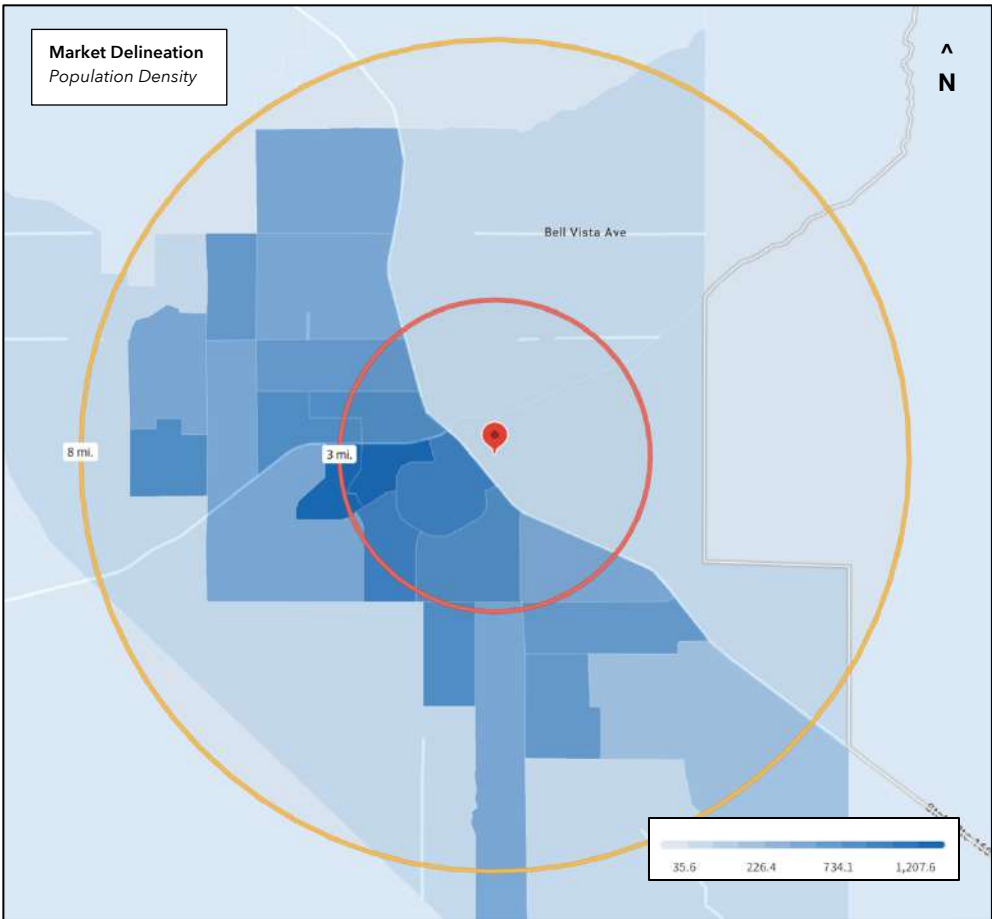 Market Delineation
Population Density
^
N
Bell Vista Ave
8 mi.
3 mi.
35.6 226.4 734.1 1,207.6